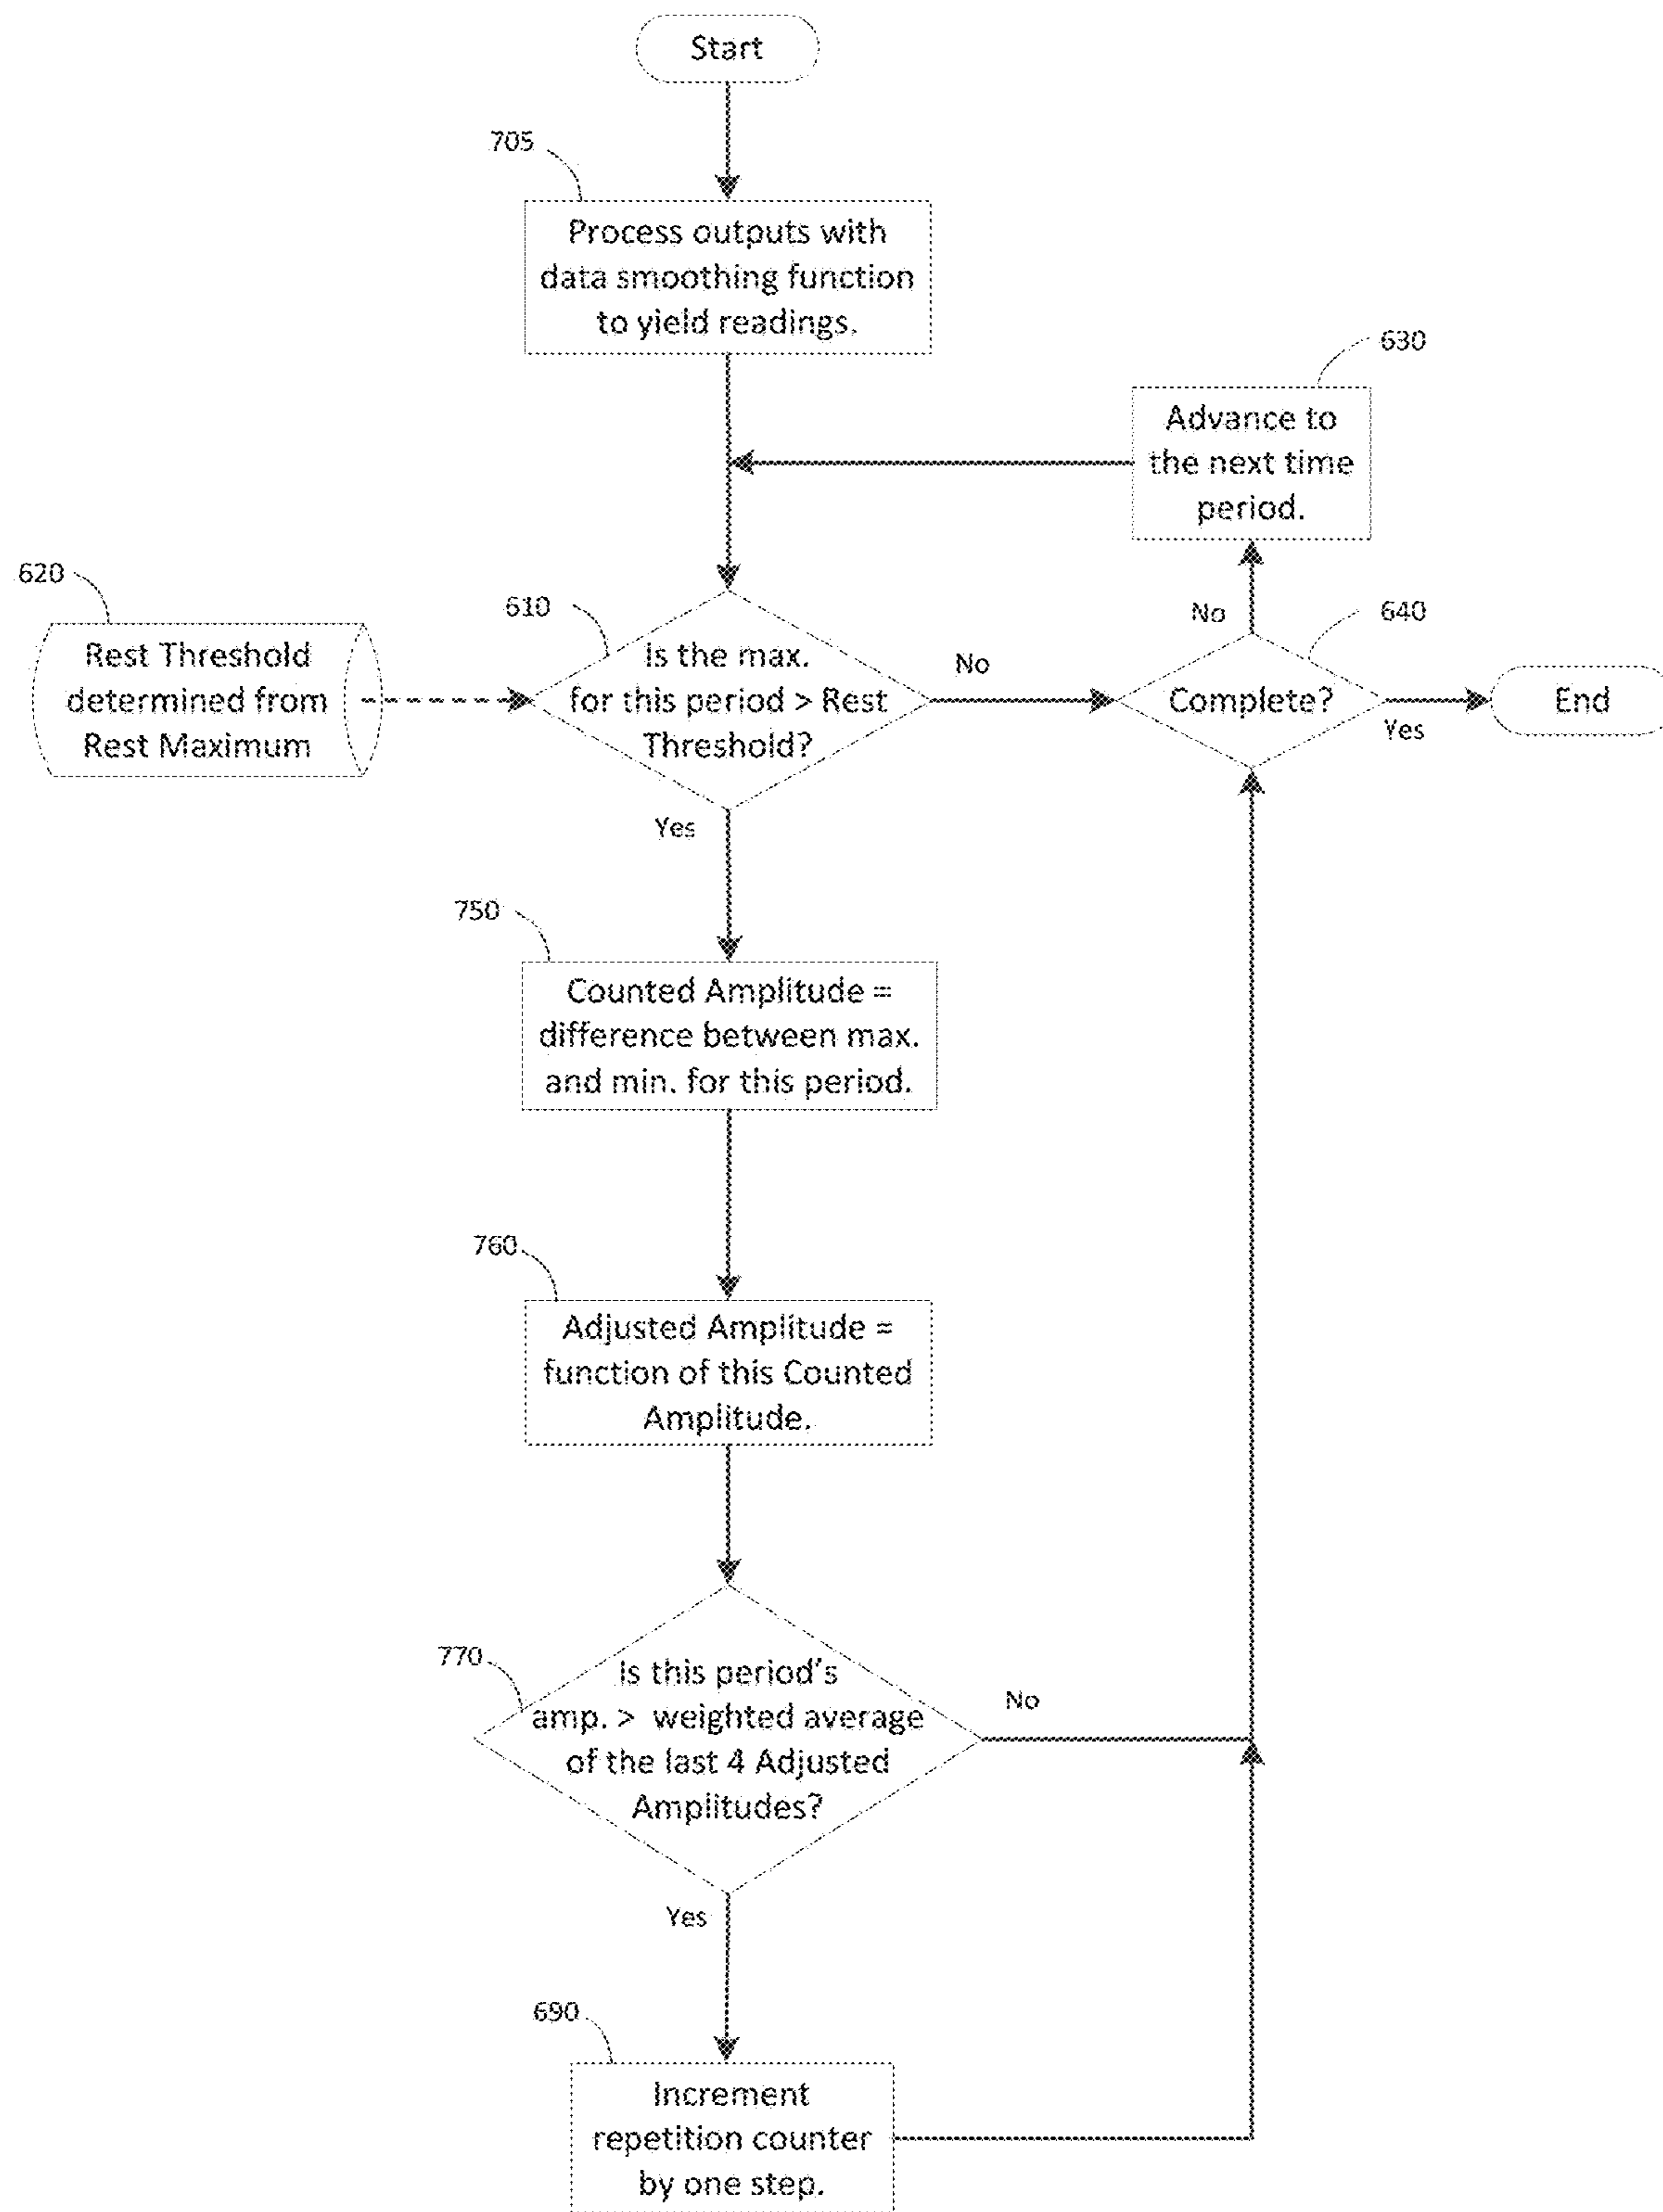 Start
705
Process outputs with
data smoothing function
to yield readings.
630
Advance to
the next time
period.
620
Rest Threshold
determined from
Rest Maximum
610
Is the max.
for this period > Rest
Threshold?
No
No
640
Complete?
Yes
End
Yes
750
Counted Amplitude =
difference between max.
and min. for this period.
760
Adjusted Amplitude =
function of this Counted
Amplitude.
770
Is this period's
amp. > weighted average
of the last 4 Adjusted
Amplitudes?
No
Yes
690
Increment
repetition counter
by one step.